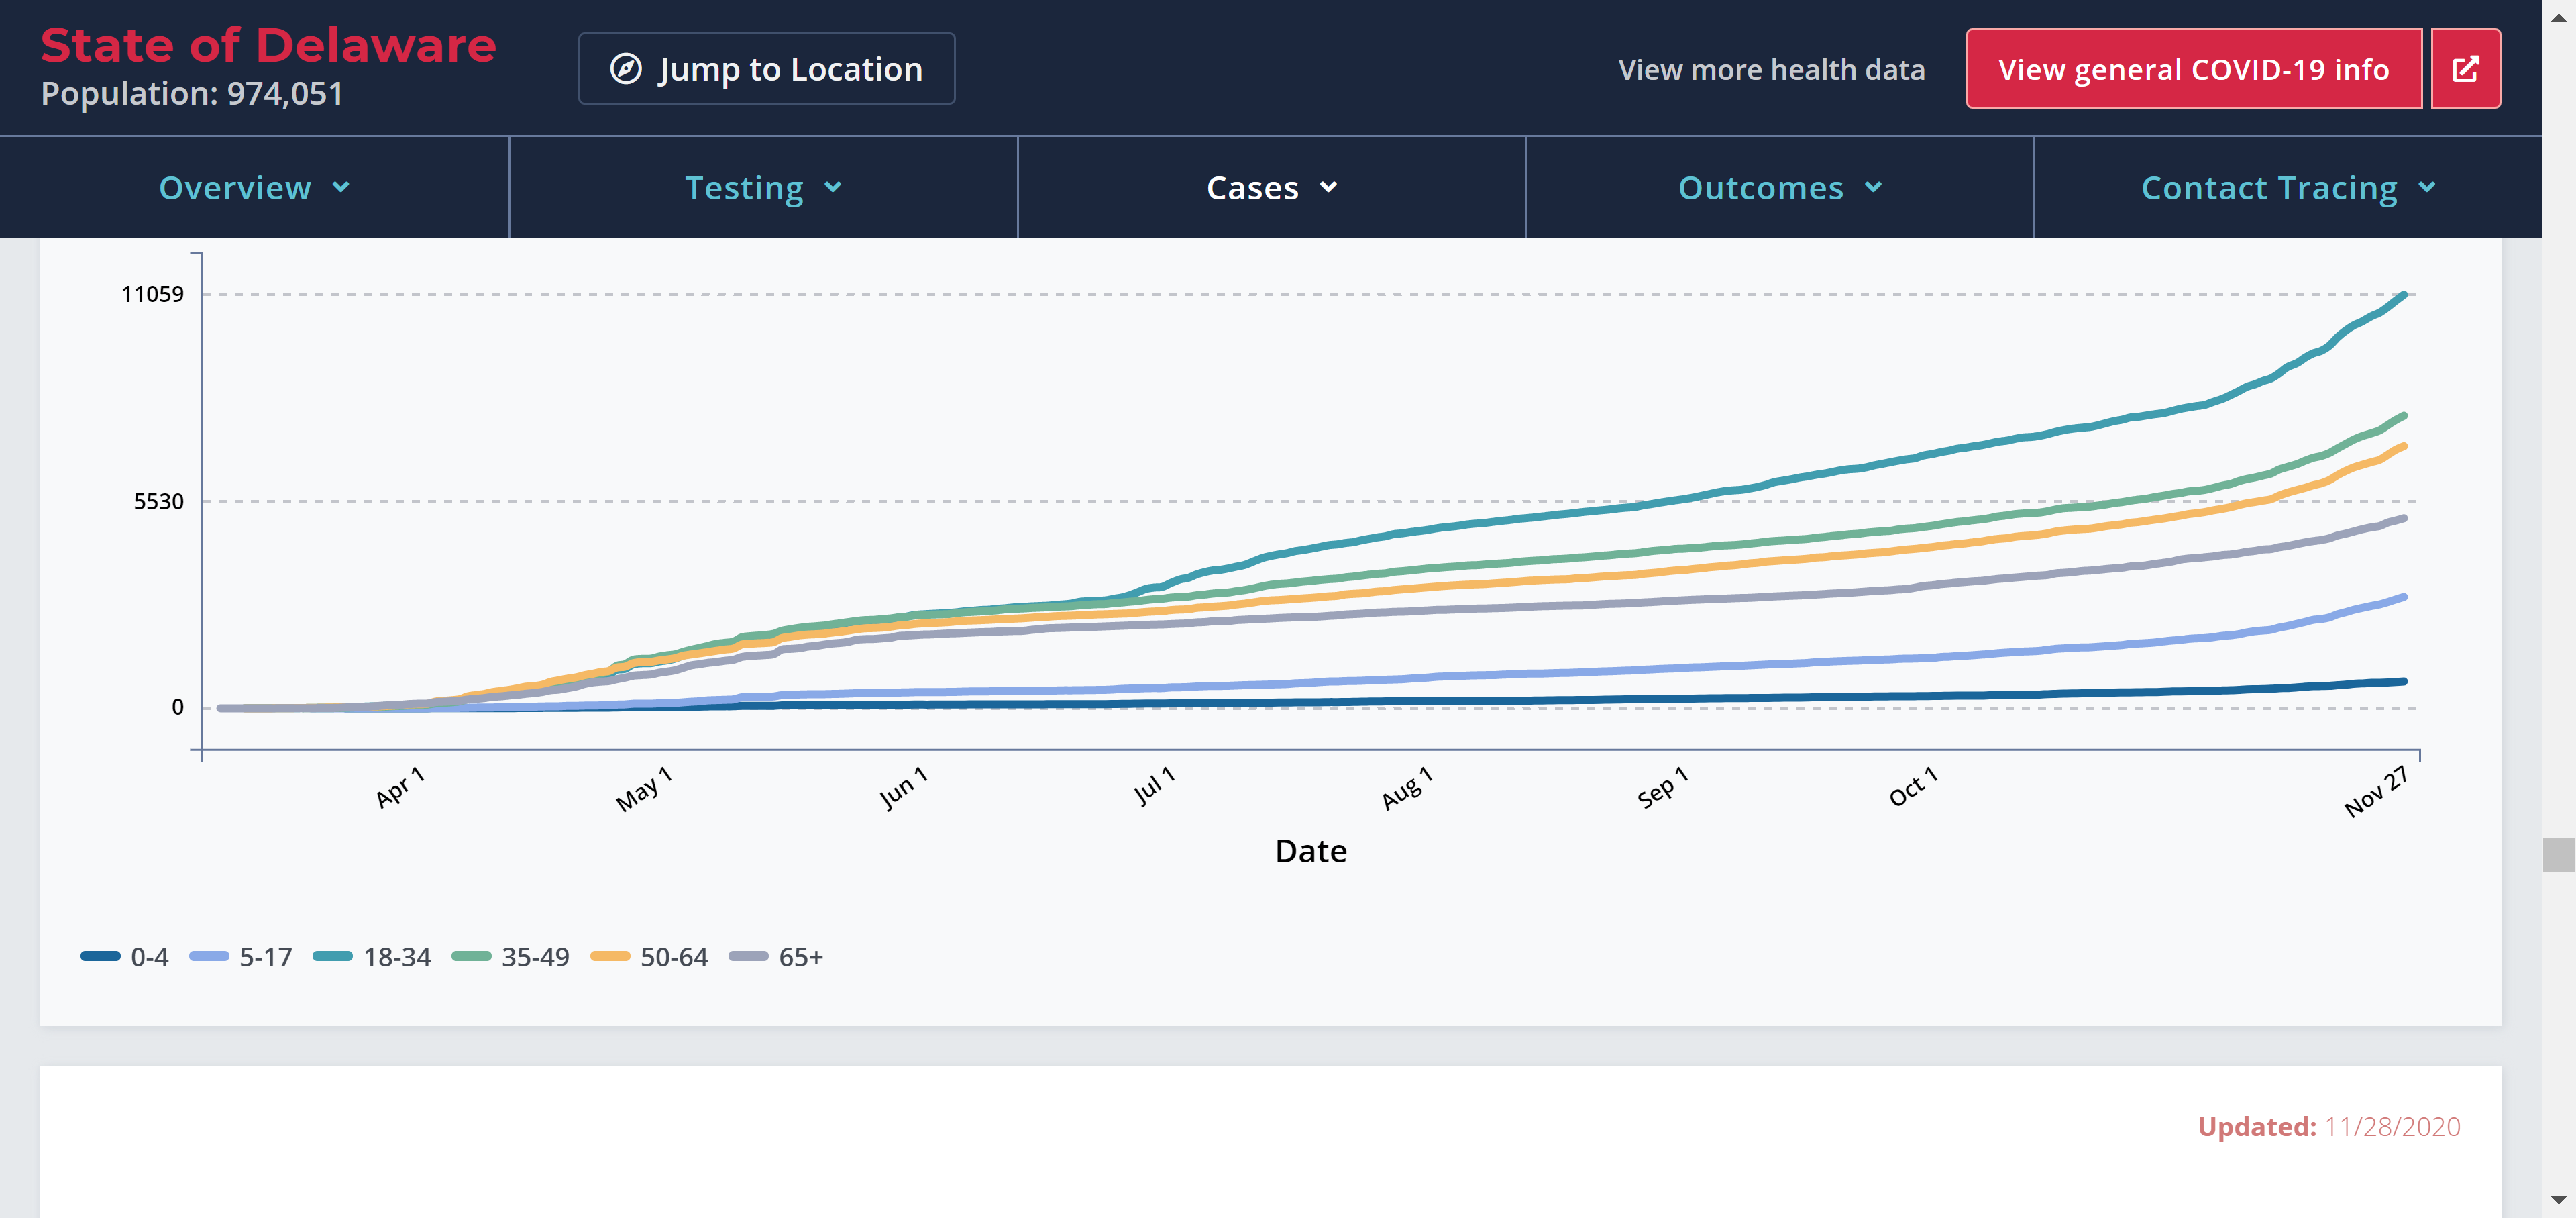 State of Delaware
Population: 974,051
Jump to Location
View more health data
View general COVID-19 info
Overview
Testing
Cases
Outcomes
Contact Tracing
11059
5530
0
Apr 1
May 1
Jun 1
Jul 1
Aug 1
Sep 1
Oct 1
Nov 27
Date
0-4
5-17
18-34
35-49
50-64
65+
Updated: 11/28/2020